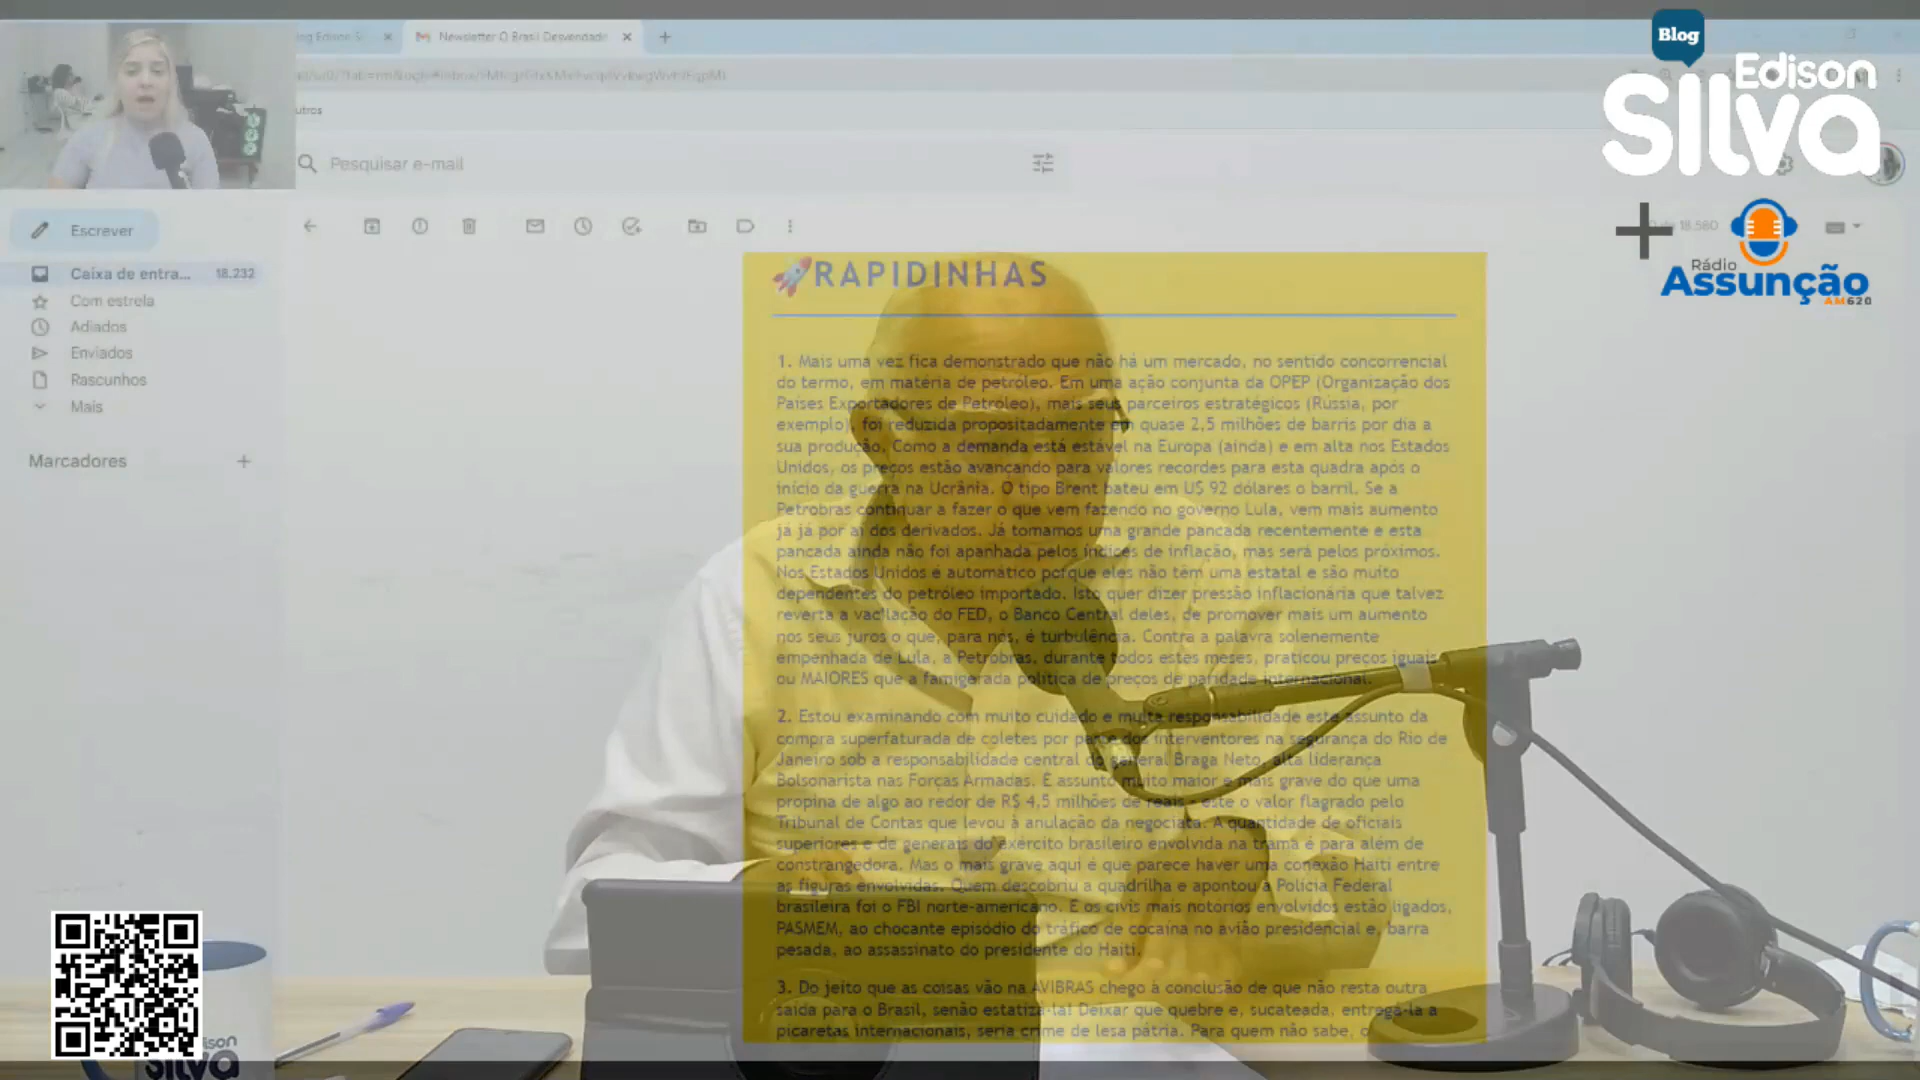 Blog
Edison
Silva
Newsletter O Brasil Desvendado
utros
Pesquisar e-mail
Escrever
Caixa de entra... 18.232
Com estrela
Adiados
Enviados
Rascunhos
Mais
Marcadores
18.580
Rádio
Assunção
AM 620
RAPIDINHAS
1. Mais uma vez fica demonstrado que não há um mercado, no sentido concorrencial
do termo, em matéria de petróleo. Em uma ação conjunta da OPEP (Organização dos
Países Exportadores de Petróleo), mais seus parceiros estratégicos (Rússia, por
exemplo) foi reduzida propositadamente em quase 2,5 milhões de barris por dia a
sua produção. Como a demanda está estável na Europa (ainda) e em alta nos Estados
Unidos, os preços estão avançando para valores recordes para esta quadra após o
início da guerra na Ucrânia. O tipo Brent bateu em U$ 92 dólares o barril. Se a
Petrobras continuar a fazer o que vem fazendo no governo Lula, vem mais aumento
já já por aí dos derivados. Já tomamos uma grande pancada recentemente e esta
pancada ainda não foi apanhada pelos índices de inflação, mas será pelos próximos.
Nos Estados Unidos é automático porque eles não têm uma estatal e são muito
dependentes do petróleo importado. Isto quer dizer pressão inflacionária que talvez
reverta a vacilação do FED, o Banco Central deles, de promover mais um aumento
nos seus juros o que, para nós, é turbulência. Contra a palavra solenemente
empenhada de Lula, a Petrobras, durante todos estes meses, praticou preços iguais
ou MAIORES que a famigerada política de preços de paridade internacional.
2. Estou examinando com muito cuidado e muita responsabilidade este assunto da
compra superfaturada de coletes por parte dos interventores na segurança do Rio de
Janeiro sob a responsabilidade central do general Braga Neto, alta liderança
Bolsonarista nas Forças Armadas. É assunto muito maior e mais grave do que uma
propina de algo ao redor de R$ 4,5 milhões de reais - este o valor flagrado pelo
Tribunal de Contas que levou à anulação da negociata. A quantidade de oficiais
superiores e de generais do exército brasileiro envolvida na trama é para além de
constrangedora. Mas o mais grave aqui é que parece haver uma conexão Haiti entre
as figuras envolvidas. Quem descobriu a quadrilha e apontou à Polícia Federal
brasileira foi o FBI norte-americano. E os civis mais notórios envolvidos estão ligados,
PASMEM, ao chocante episódio do tráfico de cocaína no avião presidencial e, barra
pesada, ao assassinato do presidente do Haiti.
3. Do jeito que as coisas vão na AVIBRAS chego à conclusão de que não resta outra
saída para o Brasil, senão estatizá-la! Deixar que quebre e, sucateada, entregá-la a
picaretas internacionais, seria crime de lesa pátria. Para quem não sabe, o
Silva